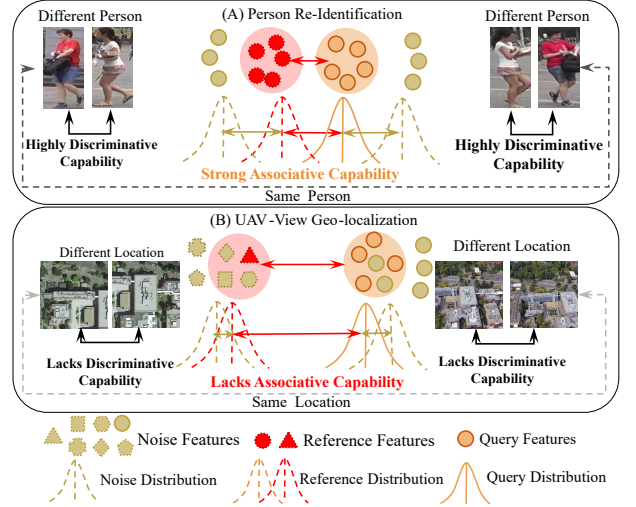 (A) Person Re-Identification
Different Person
Different Person
Highly Discriminative
Capability
Highly Discriminative
Capability
Strong Associative Capability
Same Person
(B) UAV-View Geo-localization
Different Location
Different Location
Lacks Discriminative
Capability
Lacks Associative Capability
Lacks Discriminative
Capability
Same Location
Noise Features
Reference Features
Query Features
Noise Distribution
Reference Distribution
Query Distribution